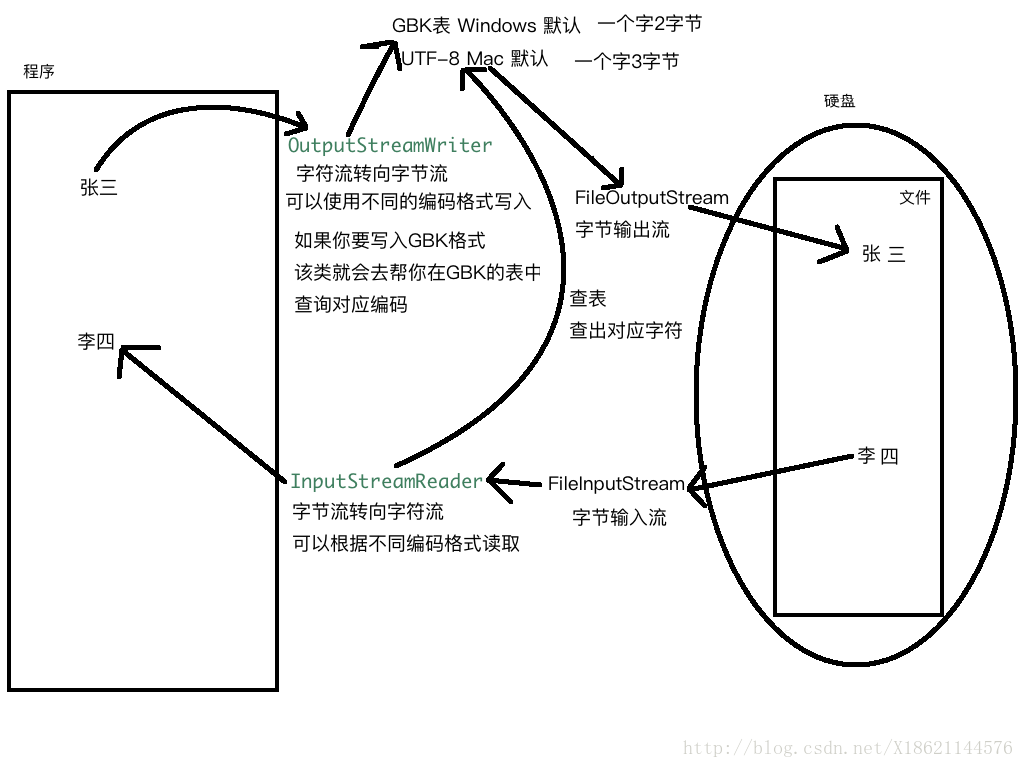 GBK表 Windows 默认 一个字2字节
UTF-8 Mac 默认 一个字3字节
程序
硬盘
张三
OutputStreamWriter
字符流转向字节流
可以使用不同的编码格式写入
如果你要写入GBK格式
该类就会去帮你在GBK的表中
查询对应编码
FileOutputStream
字节输出流
文件
张 三
查表
查出对应字符
李四
李 四
InputStreamReader
字节流转向字符流
可以根据不同编码格式读取
FileInputStream
字节输入流
http://blog.csdn.net/X18621144576